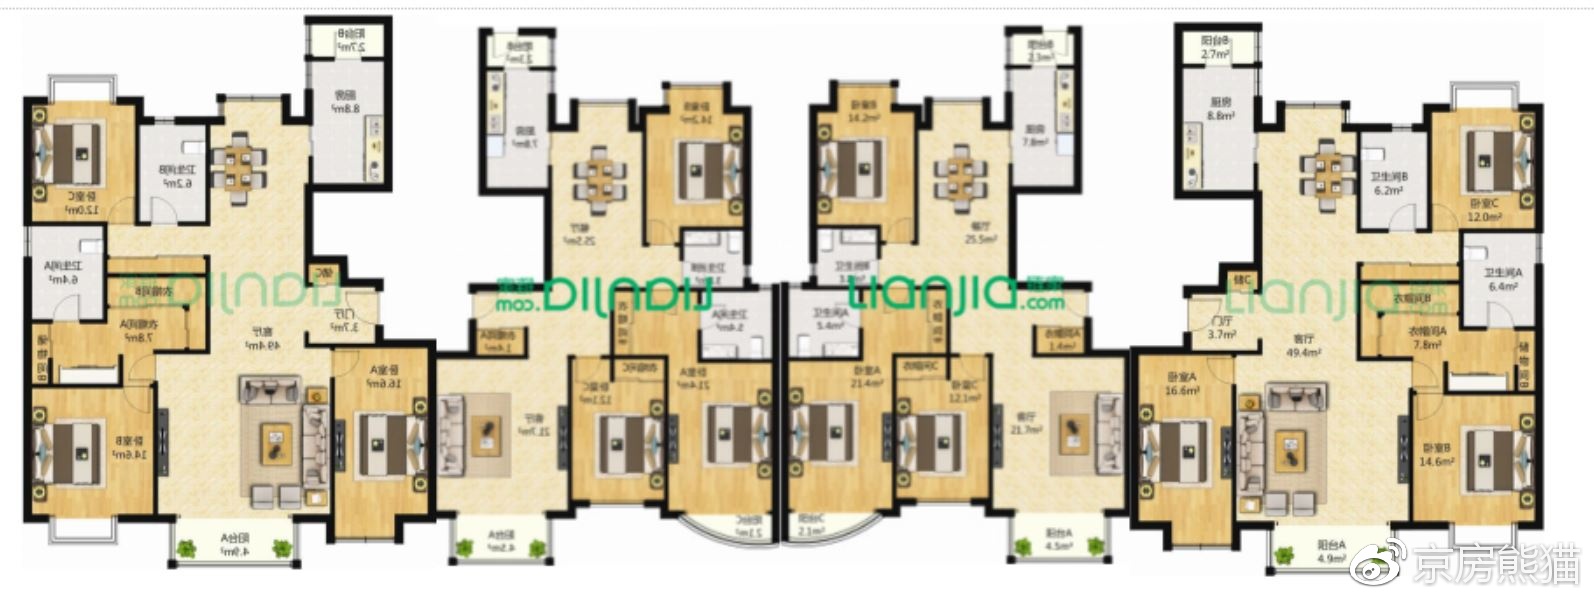 阳台B
2.7m²
厨房
8.8m²
卧室C
12.0m²
卫生间B
6.2m²
卫生间A
6.4m²
衣帽间B
衣帽间A
7.8m²
储物间B
储C
门厅
3.7m²
客厅
49.4m²
卧室A
16.6m²
卧室B
14.6m²
阳台A
4.9m²
阳台B
2.3m²
厨房
7.8m²
卧室B
14.2m²
餐厅
25.5m²
卫生间A
5.4m²
衣帽间A
1.4m²
衣帽间C
卧室C
12.1m²
卧室A
21.4m²
客厅
21.7m²
阳台A
4.5m²
阳台C
2.1m²
Lianjia
链家.com
阳台B
2.3m²
厨房
7.8m²
卧室B
14.2m²
餐厅
25.5m²
卫生间A
5.4m²
衣帽间A
1.4m²
衣帽间C
卧室A
21.4m²
卧室C
12.1m²
客厅
21.7m²
阳台C
2.1m²
阳台A
4.5m²
Lianjia
链家.com
阳台B
2.7m²
厨房
8.8m²
卫生间B
6.2m²
卧室C
12.0m²
卫生间A
6.4m²
衣帽间B
衣帽间A
7.8m²
储物间B
储C
门厅
3.7m²
客厅
49.4m²
卧室A
16.6m²
卧室B
14.6m²
阳台A
4.9m²
Lianjia
链家.com
京房熊猫